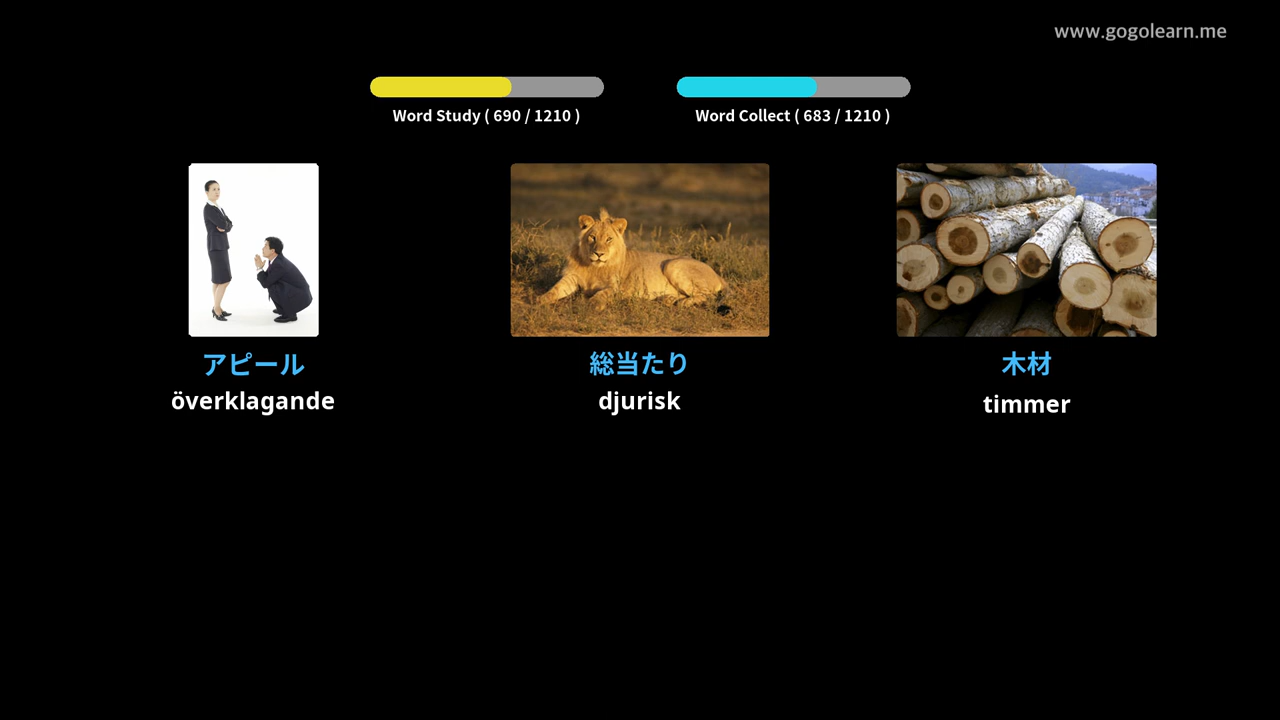 www.gogolearn.me
Word Study ( 690 / 1210 )
Word Collect ( 683 / 1210 )
アピール
総当たり
木材
överklagande
djurisk
timmer